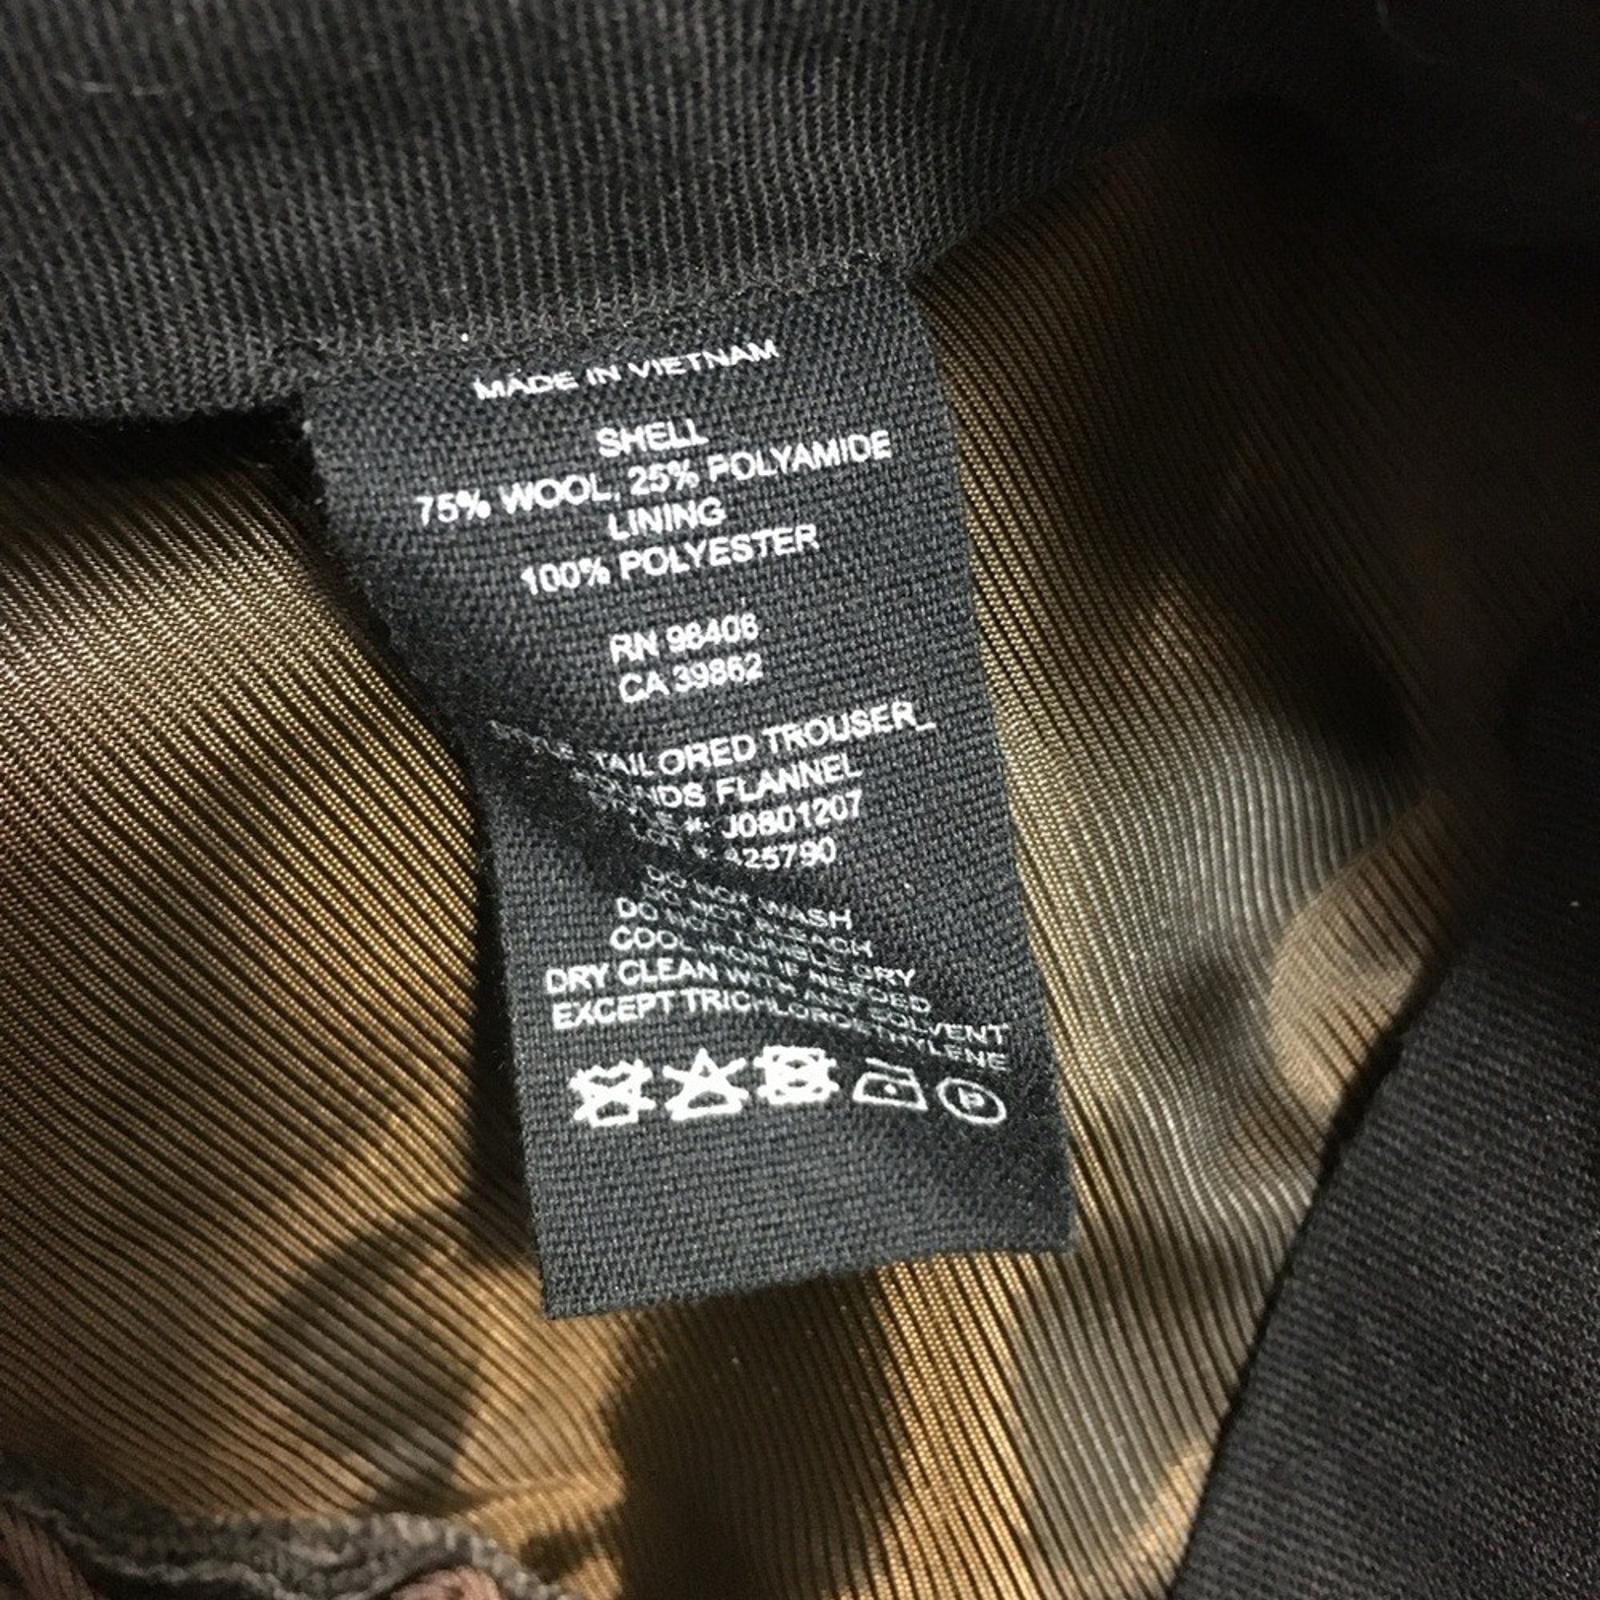 MADE IN VIETNAM
SHELL
75% WOOL, 25% POLYAMIDE
LINING
100% POLYESTER
RN 96406
CA 39862
TAILORED TROUSER_
FLANNEL
J0801207
25790
DO NOT WASH
DO NOT BLEACH
DO NOT TUMBLE DRY
COOL IRON IF NEEDED
DRY CLEAN WITH ANY SOLVENT
EXCEPT TRICHLOROETHYLENE
P